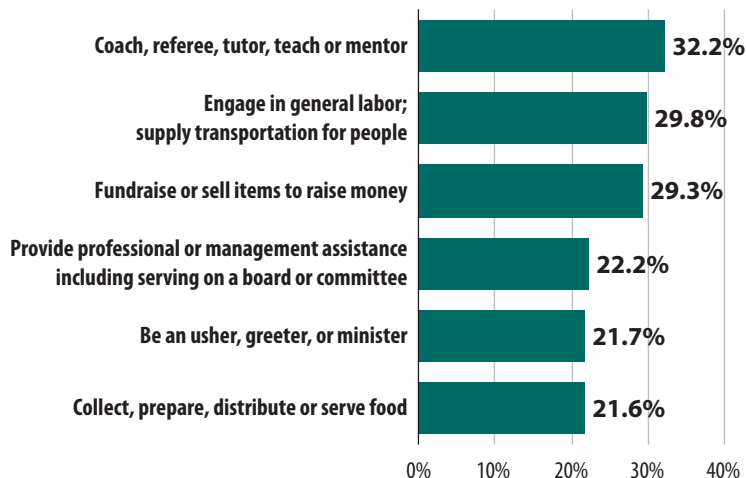 Coach, referee, tutor, teach or mentor
32.2%
Engage in general labor;
supply transportation for people
29.8%
Fundraise or sell items to raise money
29.3%
Provide professional or management assistance
including serving on a board or committee
22.2%
Be an usher, greeter, or minister
21.7%
Collect, prepare, distribute or serve food
21.6%
0% 10% 20% 30% 40%